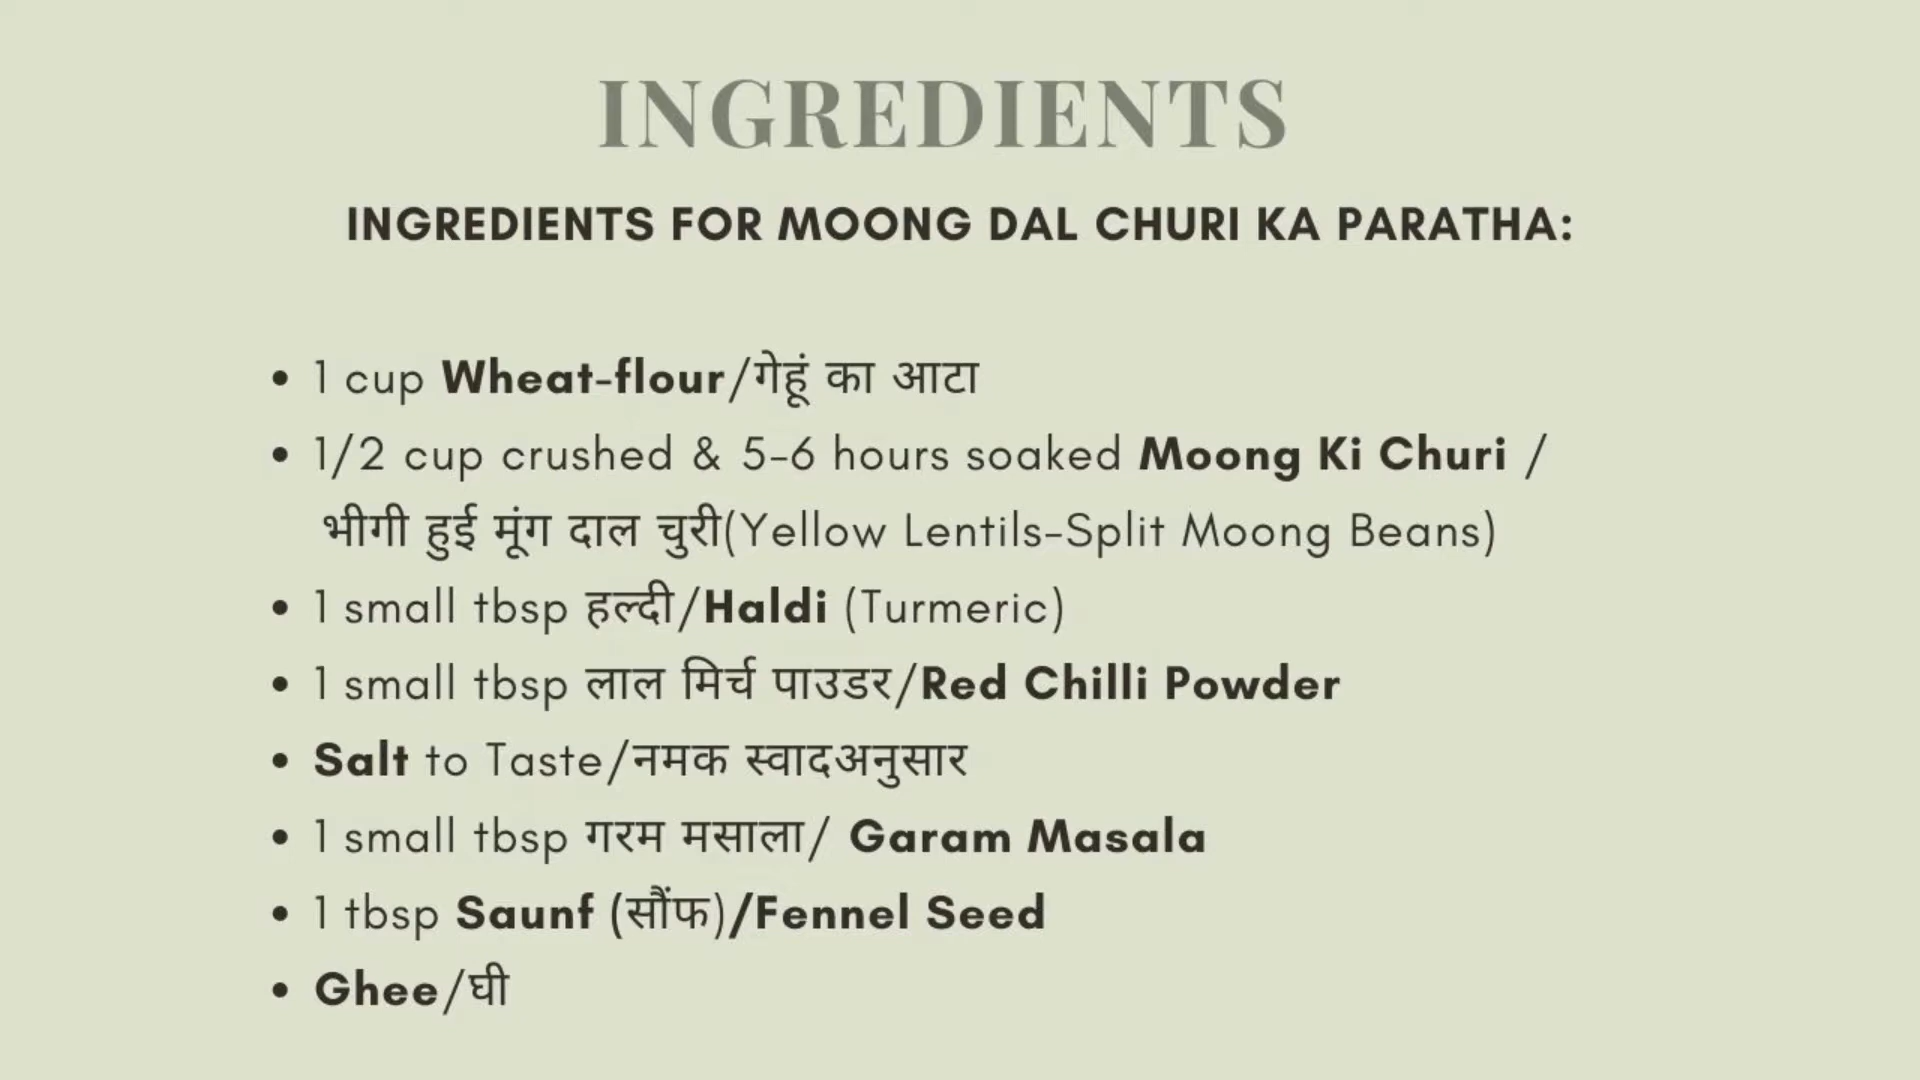 INGREDIENTS
INGREDIENTS FOR MOONG DAL CHURI KA PARATHA:
• 1 cup Wheat-flour/गेहूं का आटा
• 1/2 cup crushed & 5-6 hours soaked Moong Ki Churi /
भीगी हुई मूंग दाल चुरी(Yellow Lentils-Split Moong Beans)
• 1 small tbsp हल्दी/Haldi (Turmeric)
• 1 small tbsp लाल मिर्च पाउडर/Red Chilli Powder
• Salt to Taste/नमक स्वादअनुसार
• 1 small tbsp गरम मसाला/ Garam Masala
• 1 tbsp Saunf (सौंफ)/Fennel Seed
• Ghee/घी